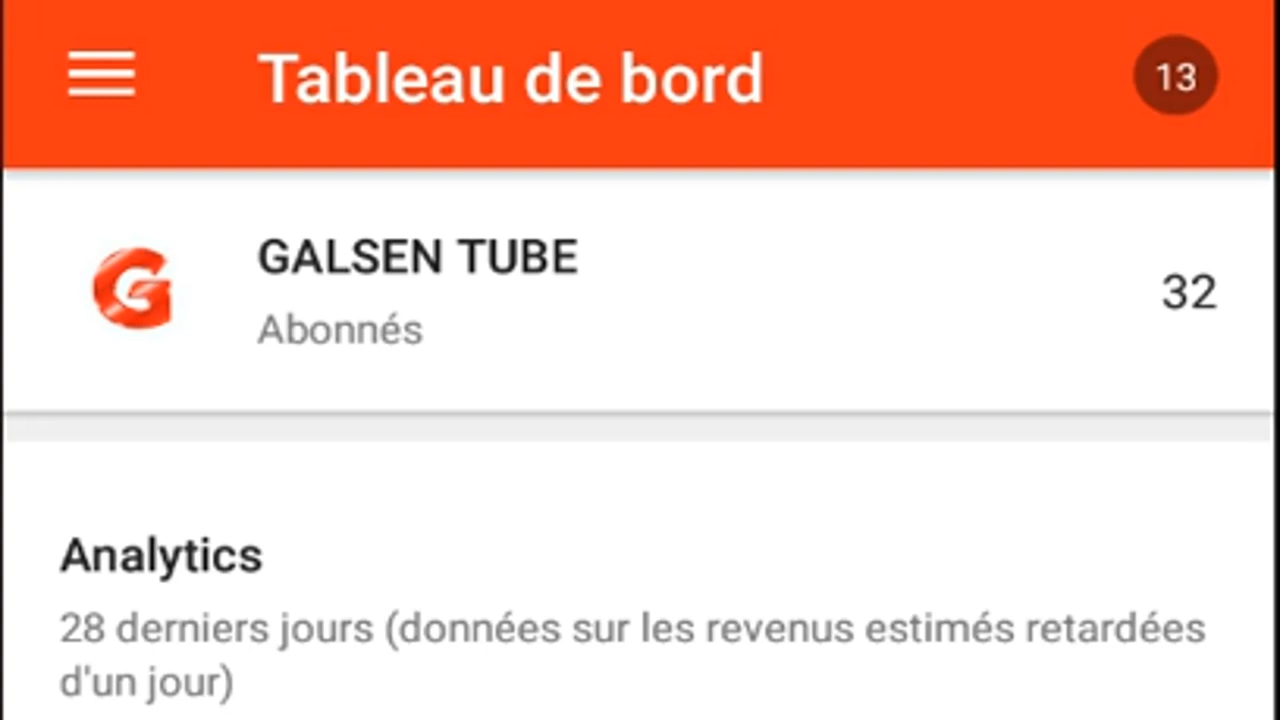 Tableau de bord
13
GALSEN TUBE
32
Abonnés
Analytics
28 derniers jours (données sur les revenus estimés retardées
d'un jour)